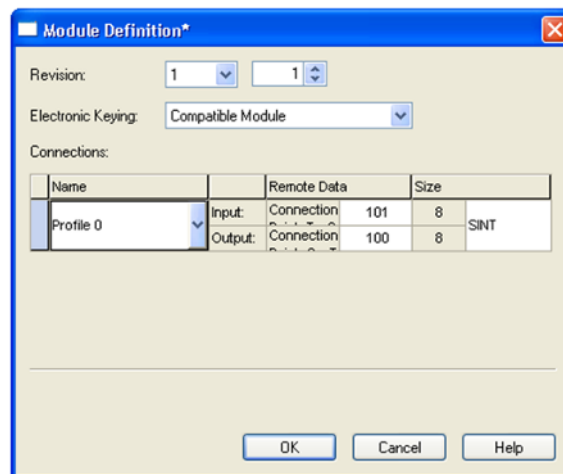 Module Definition*
Revision: 1 1
Electronic Keying: Compatible Module
Connections:
Name Remote Data Size
Profile 0 Input: Connection 101 8 SINT
Output: Connection 100 8
OK Cancel Help